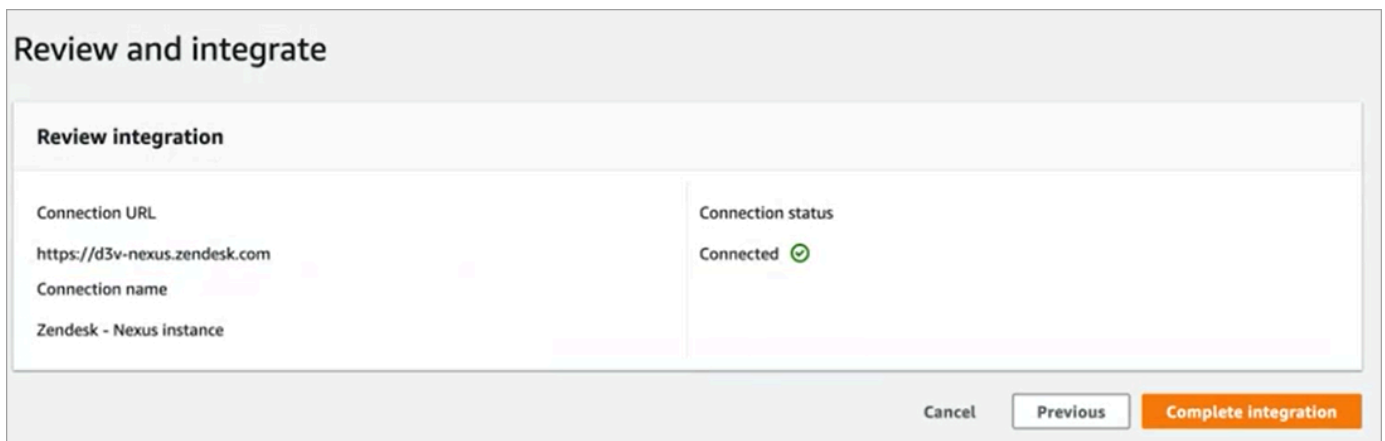 Review and integrate
Review integration
Connection URL
https://d3v-nexus.zendesk.com
Connection name
Zendesk - Nexus instance
Connection status
Connected
Cancel
Previous
Complete integration